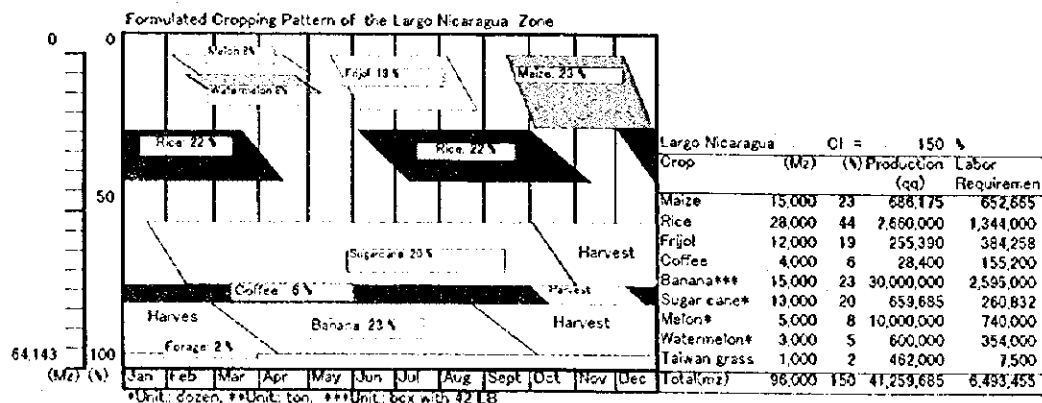 Formulated Cropping Pattern of the Largo Nicaragua Zone
0 0
Melon 8%
Frijol: 19 %
Maize: 23 %
Watermelon
Rice: 22 %
Rice: 22 %
50
Sugarcane: 20 %
Harvest
Coffee: 6 %
Harvest
Harves
Banana: 23 %
Harvest
Forage: 2 %
64,143 100
(Mz) (%) Jan Feb Mar Apr May Jun Jul Aug Sept Oct Nov Dec
*Unit: dozen, **Unit: ton, ***Unit: box with 42 LB
Largo Nicaragua CI = 150 %
Crop (Mz) (%) Production Labor
(qq) Requiremen
Maize 15,000 23 686,175 652,665
Rice 28,000 44 2,660,000 1,344,000
Frijol 12,000 19 255,390 384,258
Coffee 4,000 6 28,400 155,200
Banana*** 15,000 23 30,000,000 2,595,000
Sugar cane* 13,000 20 659,685 260,832
Melon* 5,000 8 10,000,000 740,000
Watermelon* 3,000 5 600,000 354,000
Taiwan grass 1,000 2 462,000 7,500
Total(mz) 96,000 150 41,259,685 6,493,455